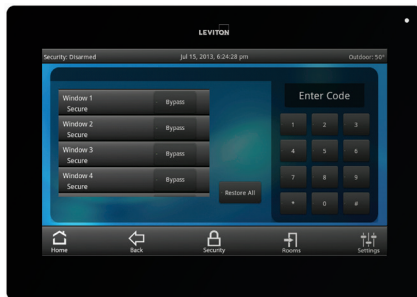 LEVITON
Security: Disarmed
Jul 15, 2013, 6:24:28 pm
Outdoor: 50°
Window 1
Secure
Bypass
Window 2
Secure
Bypass
Window 3
Secure
Bypass
Window 4
Secure
Bypass
Restore All
Enter Code
1 2 3
4 5 6
7 8 9
* 0 #
Home
Back
Security
Rooms
Settings